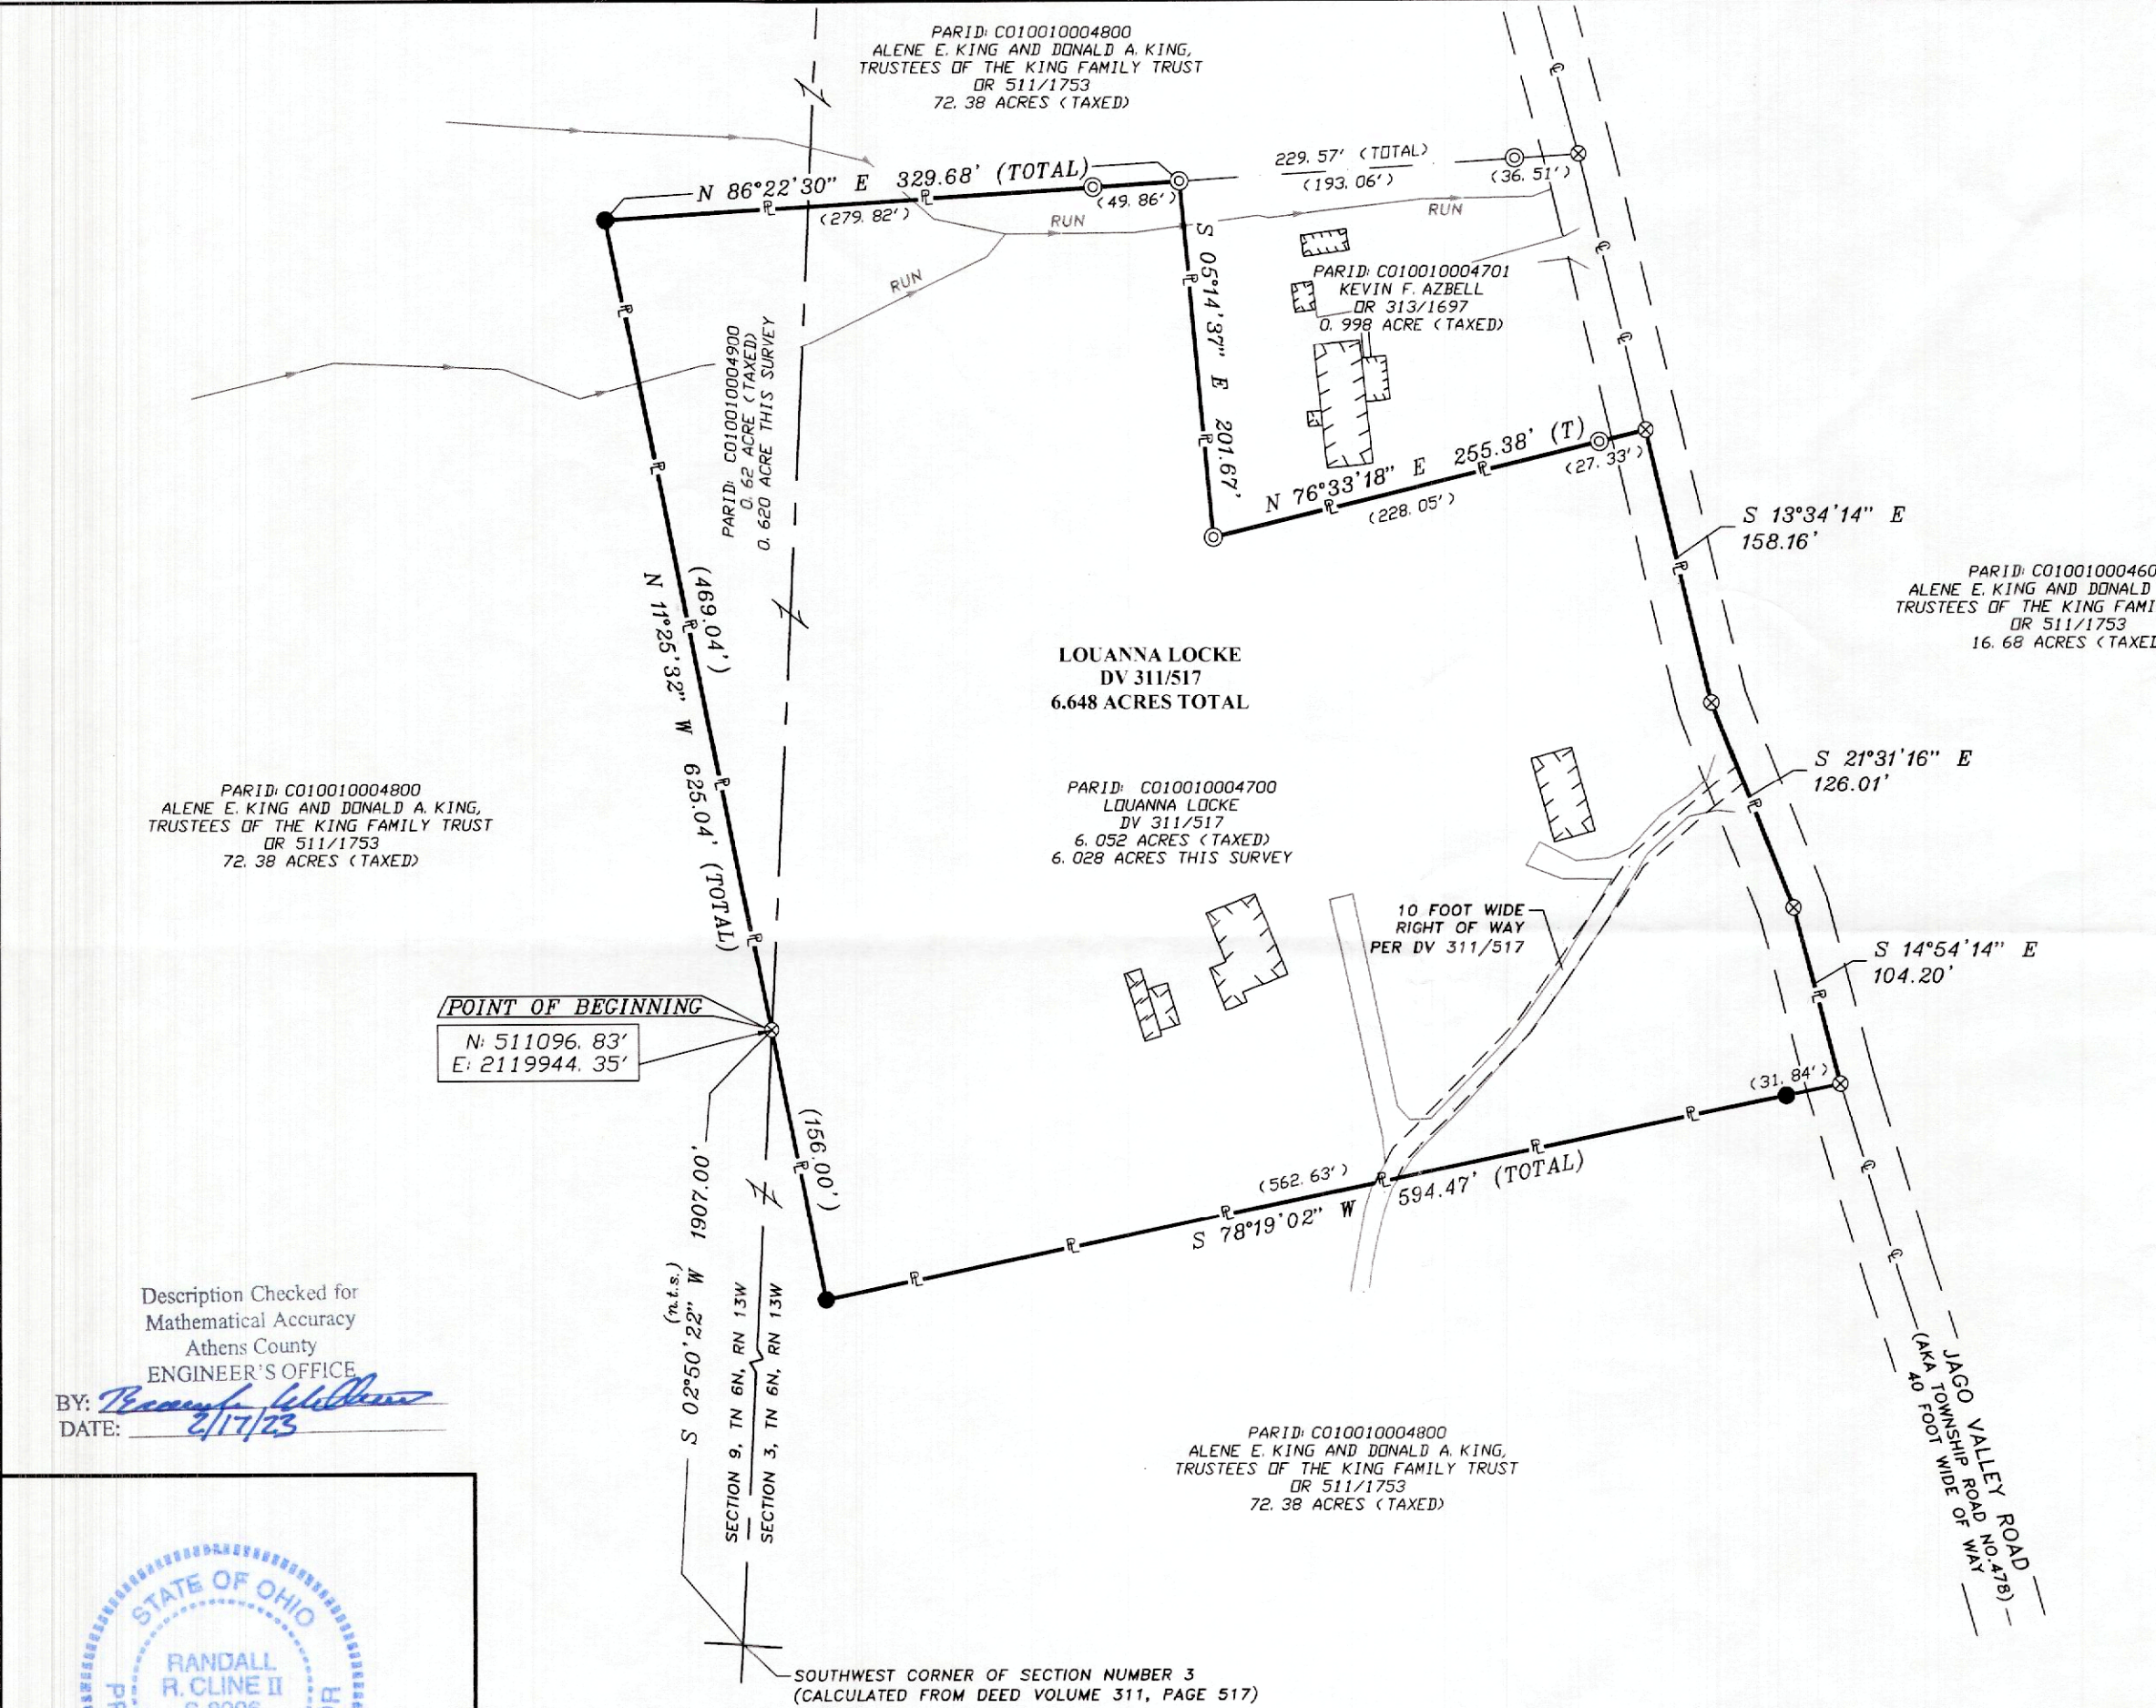 PARID: C010010004800
ALENE E. KING AND DONALD A. KING,
TRUSTEES OF THE KING FAMILY TRUST
OR 511/1753
72.38 ACRES (TAXED)
N 86°22'30" E 329.68' (TOTAL)
(279.82')
(49.86')
229.57' (TOTAL)
(193.06')
(36.51')
RUN
RUN
RUN
S 05°14'37" E 201.67'
PARID: C010010004701
KEVIN F. AZBELL
OR 313/1697
0.998 ACRE (TAXED)
PARID: C010010004900
0.62 ACRE (TAXED)
0.620 ACRE THIS SURVEY
N 76°33'18" E 255.38' (T)
(228.05')
(27.33')
S 13°34'14" E
158.16'
PARID: C01001000460
ALENE E. KING AND DONALD
TRUSTEES OF THE KING FAMI
OR 511/1753
16.68 ACRES (TAXED
(469.04')
N 11°25'32" W 625.04' (TOTAL)
LOUANNA LOCKE
DV 311/517
6.648 ACRES TOTAL
S 21°31'16" E
126.01'
PARID: C010010004800
ALENE E. KING AND DONALD A. KING,
TRUSTEES OF THE KING FAMILY TRUST
OR 511/1753
72.38 ACRES (TAXED)
PARID: C010010004700
LOUANNA LOCKE
DV 311/517
6.052 ACRES (TAXED)
6.028 ACRES THIS SURVEY
10 FOOT WIDE
RIGHT OF WAY
PER DV 311/517
S 14°54'14" E
104.20'
POINT OF BEGINNING
N: 511096.83'
E: 2119944.35'
(31.84')
(156.00')
(562.63')
S 78°19'02" W 594.47' (TOTAL)
S 02°50'22" W 1907.00'
(n.t.s.)
SECTION 9, TN 6N, RN 13W
SECTION 3, TN 6N, RN 13W
Description Checked for
Mathematical Accuracy
Athens County
ENGINEER'S OFFICE
BY:
DATE: 2/17/23
JAGO VALLEY ROAD
(AKA TOWNSHIP ROAD NO.478)
40 FOOT WIDE OF WAY
PARID: C010010004800
ALENE E. KING AND DONALD A. KING,
TRUSTEES OF THE KING FAMILY TRUST
OR 511/1753
72.38 ACRES (TAXED)
STATE OF OHIO
RANDALL
R. CLINE II
SOUTHWEST CORNER OF SECTION NUMBER 3
(CALCULATED FROM DEED VOLUME 311, PAGE 517)